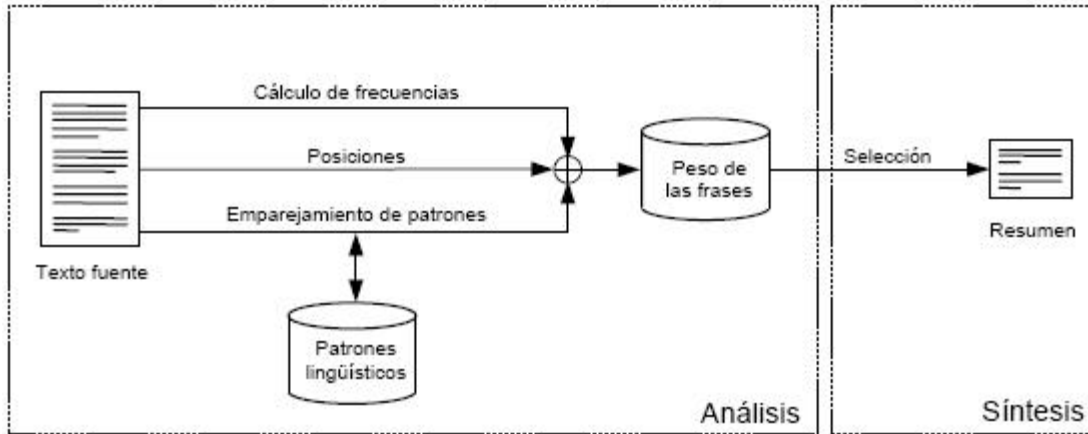 Cálculo de frecuencias
Posiciones
Emparejamiento de patrones
Texto fuente
Patrones
lingüísticos
Peso de
las frases
Análisis
Selección
Resumen
Síntesis